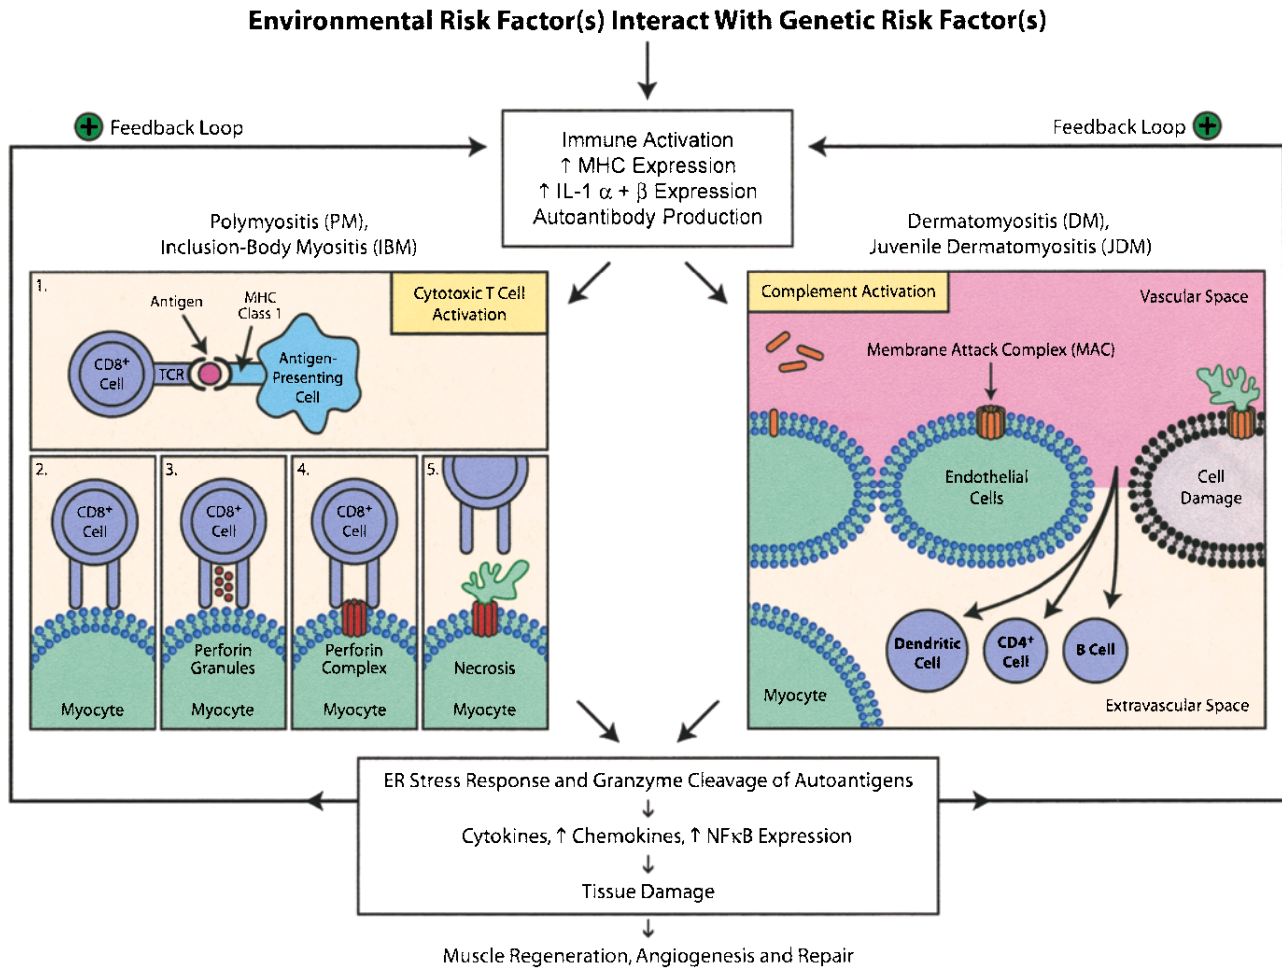 Environmental Risk Factor(s) Interact With Genetic Risk Factor(s)
+ Feedback Loop
Feedback Loop +
Immune Activation
↑ MHC Expression
↑ IL-1 α + β Expression
Autoantibody Production
Polymyositis (PM),
Inclusion-Body Myositis (IBM)
Dermatomyositis (DM),
Juvenile Dermatomyositis (JDM)
1.
Cytotoxic T Cell
Activation
Antigen
MHC
Class 1
CD8+
Cell
TCR
Antigen-
Presenting
Cell
2.
CD8+
Cell
Myocyte
3.
CD8+
Cell
Perforin
Granules
Myocyte
4.
CD8+
Cell
Perforin
Complex
Myocyte
5.
Necrosis
Myocyte
Complement Activation
Vascular Space
Membrane Attack Complex (MAC)
Endothelial
Cells
Cell
Damage
Dendritic
Cell
CD4+
Cell
B Cell
Myocyte
Extravascular Space
ER Stress Response and Granzyme Cleavage of Autoantigens
↓
Cytokines, ↑ Chemokines, ↑ NFκB Expression
↓
Tissue Damage
↓
Muscle Regeneration, Angiogenesis and Repair